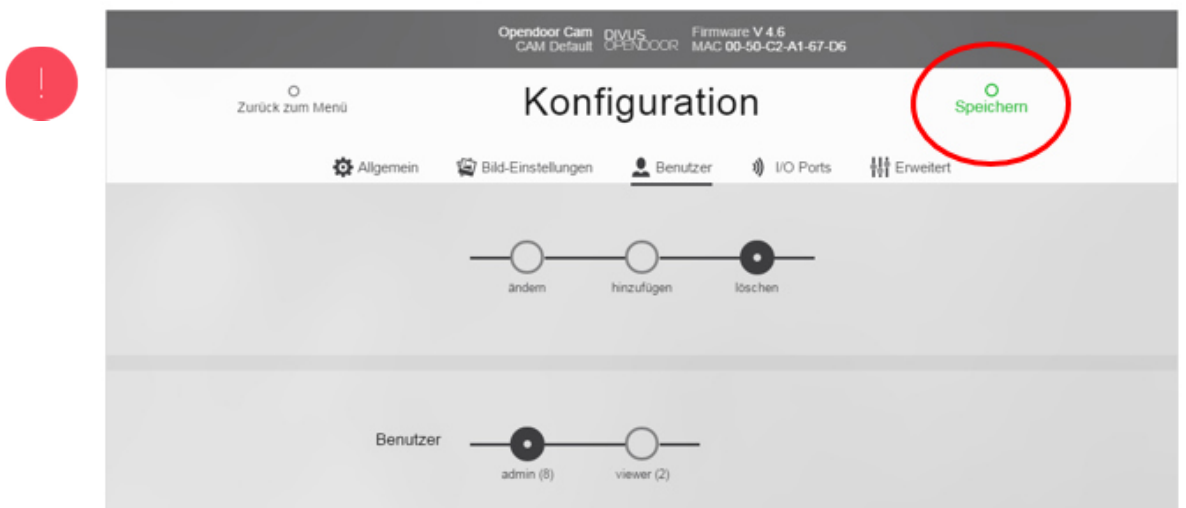 !
Opendoor Cam DIVUS Firmware V 4.6
CAM Default OPENDOOR MAC 00-50-C2-A1-67-D6
Zurück zum Menü Konfiguration Speichern
Allgemein Bild-Einstellungen Benutzer I/O Ports Erweitert
ändern hinzufügen löschen
Benutzer
admin (8) viewer (2)